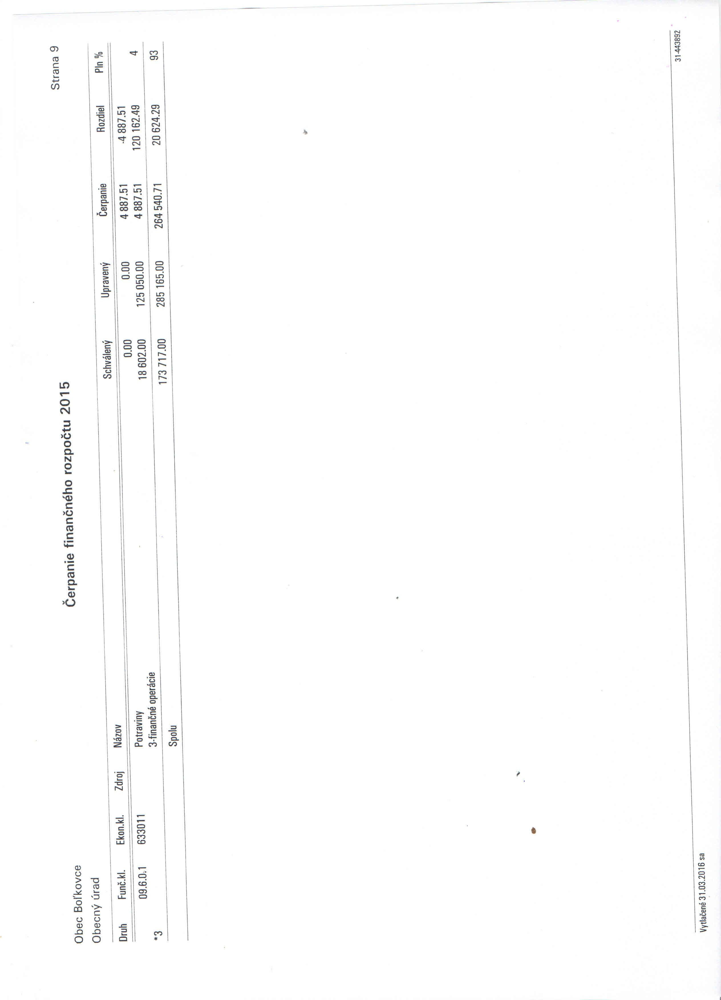 Strana 9
Čerpanie finančného rozpočtu 2015
Obec Boľkovce
Obecný úrad
Druh Funč.kl. Ekon.kl. Zdroj Názov Schválený Upravený Čerpanie Rozdiel Pln %
09.6.0.1 633011 Potraviny 0.00 0.00 4 887.51 -4 887.51
*3 3-finančné operácie 18 602.00 125 050.00 4 887.51 120 162.49 4
Spolu 173 717.00 285 165.00 264 540.71 20 624.29 93
Vytlačené 31.03.2016 sa 31-443892